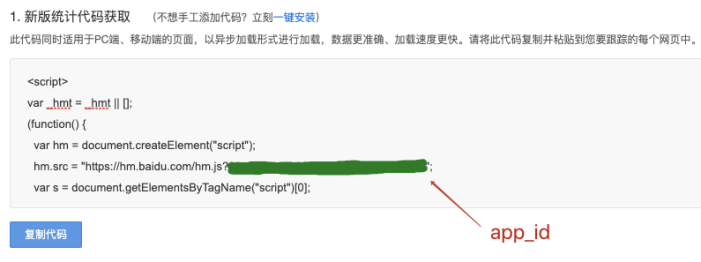 1. 新版统计代码获取 （不想手工添加代码？立刻一键安装）
此代码同时适用于PC端、移动端的页面，以异步加载形式进行加载，数据更准确、加载速度更快。请将此代码复制并粘贴到您要跟踪的每个网页中。
<script>
var _hmt = _hmt || [];
(function() {
var hm = document.createElement("script");
hm.src = "https://hm.baidu.com/hm.js?";
var s = document.getElementsByTagName("script")[0];
复制代码
app_id